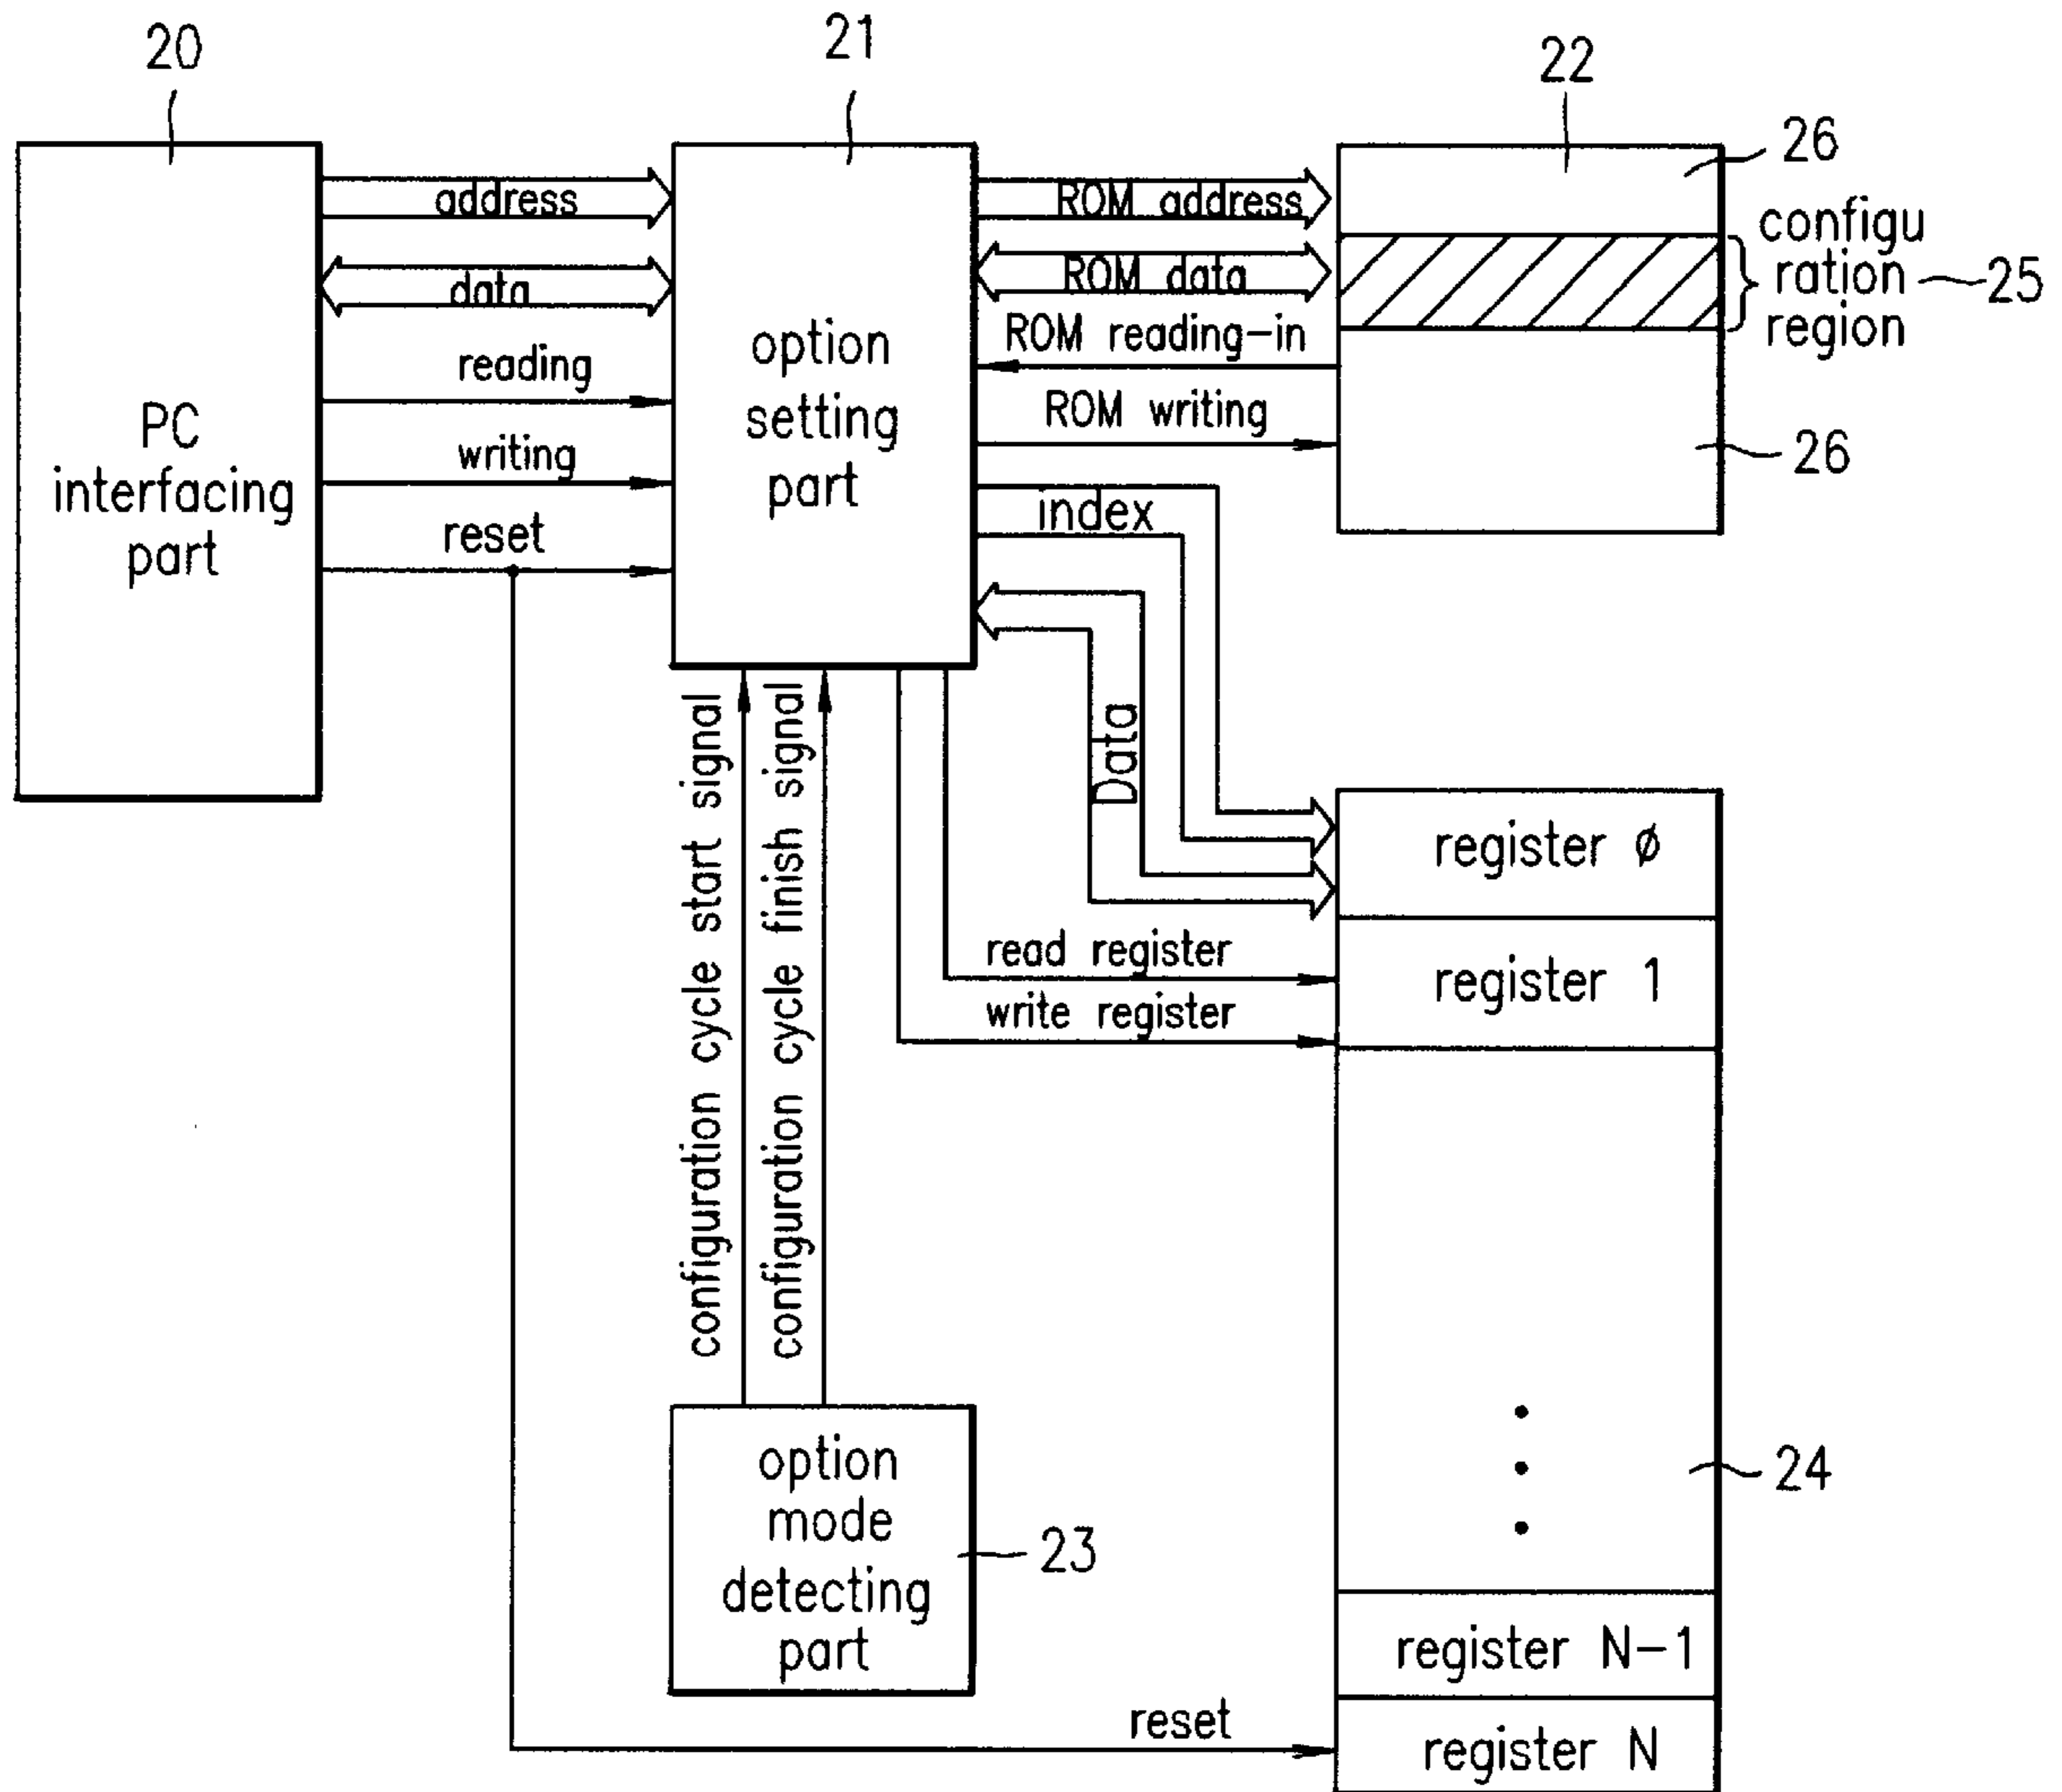 20
21
22
26
address
ROM address
configu
ration
region
25
data
ROM data
reading
ROM reading-in
writing
ROM writing
26
reset
PC
interfacing
part
option
setting
part
index
Data
configuration cycle start signal
configuration cycle finish signal
register ø
read register
register 1
write register
24
option
mode
detecting
part
23
register N-1
reset
register N